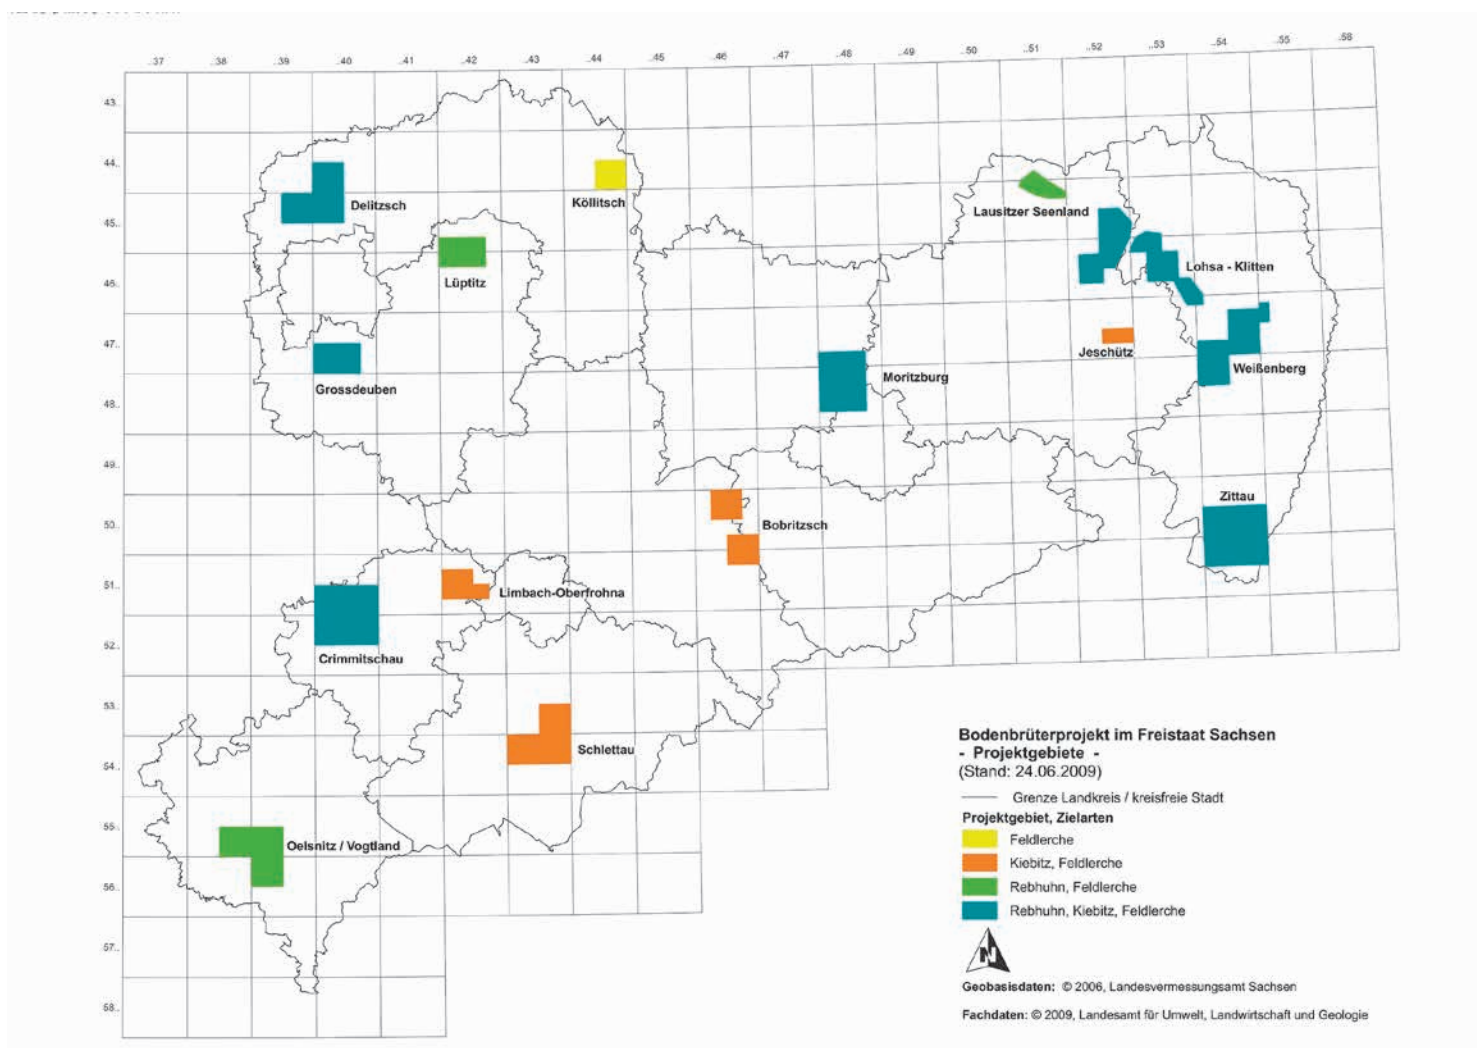 ..37 ..38 ..39 ..40 ..41 ..42 ..43 ..44 ..45 ..46 ..47 ..48 ..49 ..50 ..51 ..52 ..53 ..54 ..55 ..56
43..
44..
Delitzsch
Köllitsch
Lausitzer Seenland
45..
Lüptitz
Lohsa - Klitten
46..
47..
Jeschütz
Grossdeuben
Moritzburg
Weißenberg
48..
49..
Zittau
50..
Bobritzsch
51..
Limbach-Oberfrohna
52..
Crimmitschau
53..
Schlettau
54..
55..
Oelsnitz / Vogtland
56..
57..
58..
Bodenbrüterprojekt im Freistaat Sachsen
- Projektgebiete -
(Stand: 24.06.2009)
Grenze Landkreis / kreisfreie Stadt
Projektgebiet, Zielarten
Feldlerche
Kiebitz, Feldlerche
Rebhuhn, Feldlerche
Rebhuhn, Kiebitz, Feldlerche
N
Geobasisdaten: © 2006, Landesvermessungsamt Sachsen
Fachdaten: © 2009, Landesamt für Umwelt, Landwirtschaft und Geologie